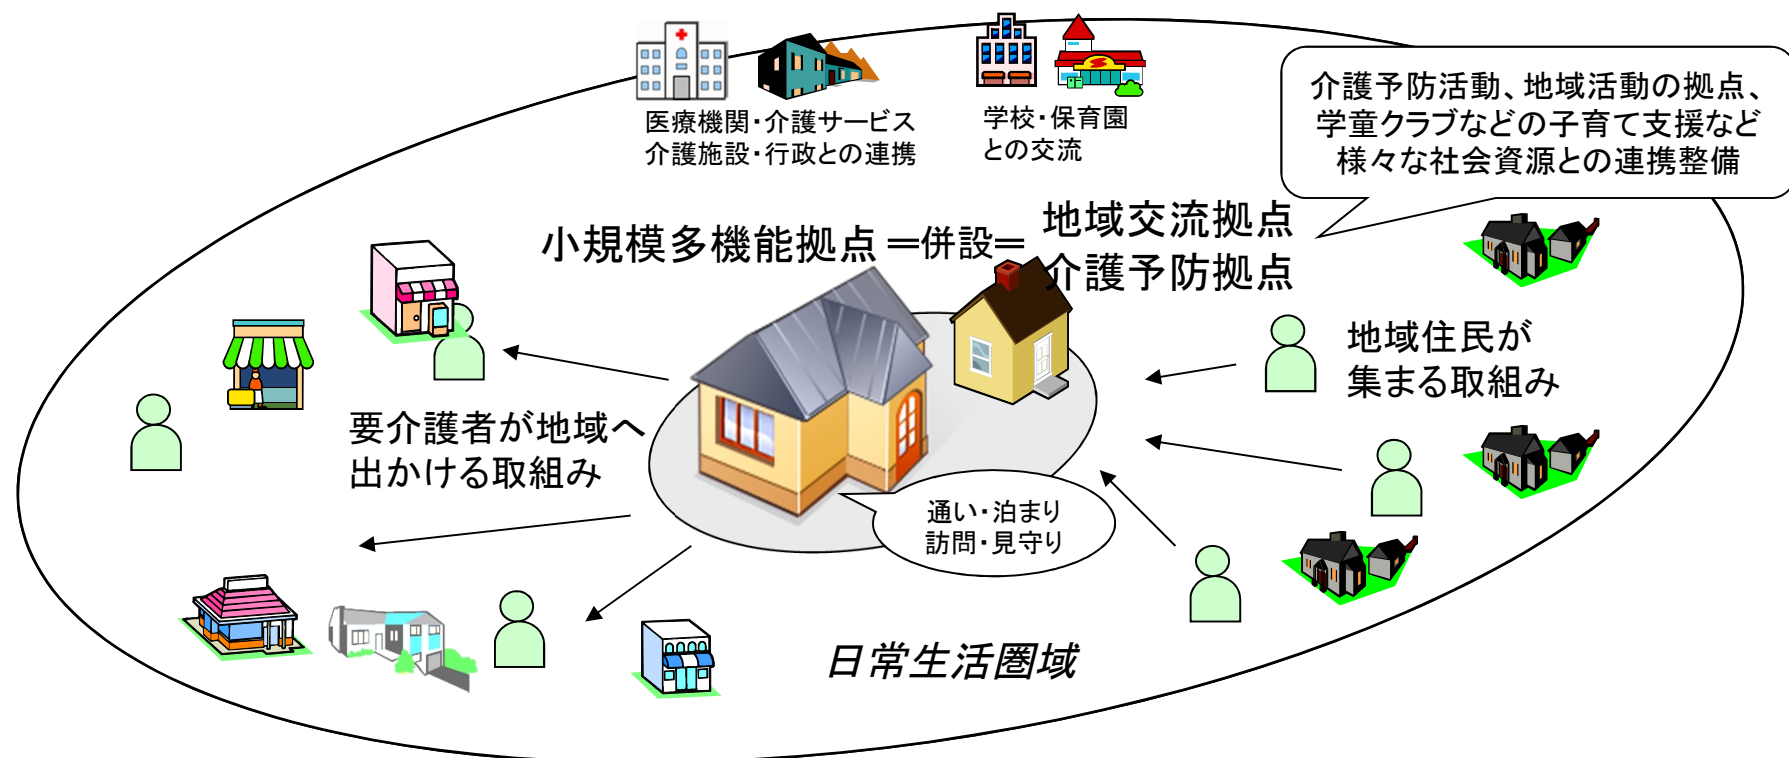 医療機関・介護サービス
介護施設・行政との連携
学校・保育園
との交流
介護予防活動、地域活動の拠点、
学童クラブなどの子育て支援など
様々な社会資源との連携整備
小規模多機能拠点＝併設＝
地域交流拠点
介護予防拠点
地域住民が
集まる取組み
要介護者が地域へ
出かける取組み
通い・泊まり
訪問・見守り
日常生活圏域